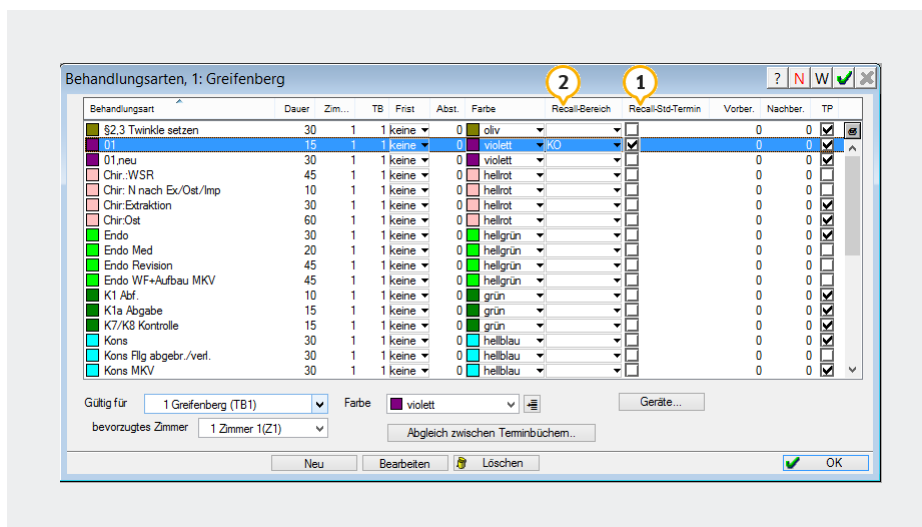 2 1
Behandlungsarten, 1: Greifenberg ? N W
Behandlungsart Dauer Zim... TB Frist Abst. Farbe Recall-Bereich Recall-Std-Termin Vorber. Nachber. TP
§2,3 Twinkle setzen 30 1 1 keine 0 oliv 0 0
01 15 1 1 keine 0 violett KO 0 0
01,neu 30 1 1 keine 0 violett 0 0
Chir.:WSR 45 1 1 keine 0 hellrot 0 0
Chir: N nach Ex/Ost/Imp 10 1 1 keine 0 hellrot 0 0
Chir:Extraktion 30 1 1 keine 0 hellrot 0 0
Chir:Ost 60 1 1 keine 0 hellrot 0 0
Endo 30 1 1 keine 0 hellgrün 0 0
Endo Med 20 1 1 keine 0 hellgrün 0 0
Endo Revision 45 1 1 keine 0 hellgrün 0 0
Endo WF+Aufbau MKV 45 1 1 keine 0 hellgrün 0 0
K1 Abf. 10 1 1 keine 0 grün 0 0
K1a Abgabe 15 1 1 keine 0 grün 0 0
K7/K8 Kontrolle 15 1 1 keine 0 grün 0 0
Kons 30 1 1 keine 0 hellblau 0 0
Kons Fllg abgebr./verl. 30 1 1 keine 0 hellblau 0 0
Kons MKV 30 1 1 keine 0 hellblau 0 0
Gültig für 1 Greifenberg (TB1) Farbe violett Geräte...
bevorzugtes Zimmer 1 Zimmer 1(Z1) Abgleich zwischen Terminbüchern..
Neu Bearbeiten Löschen OK